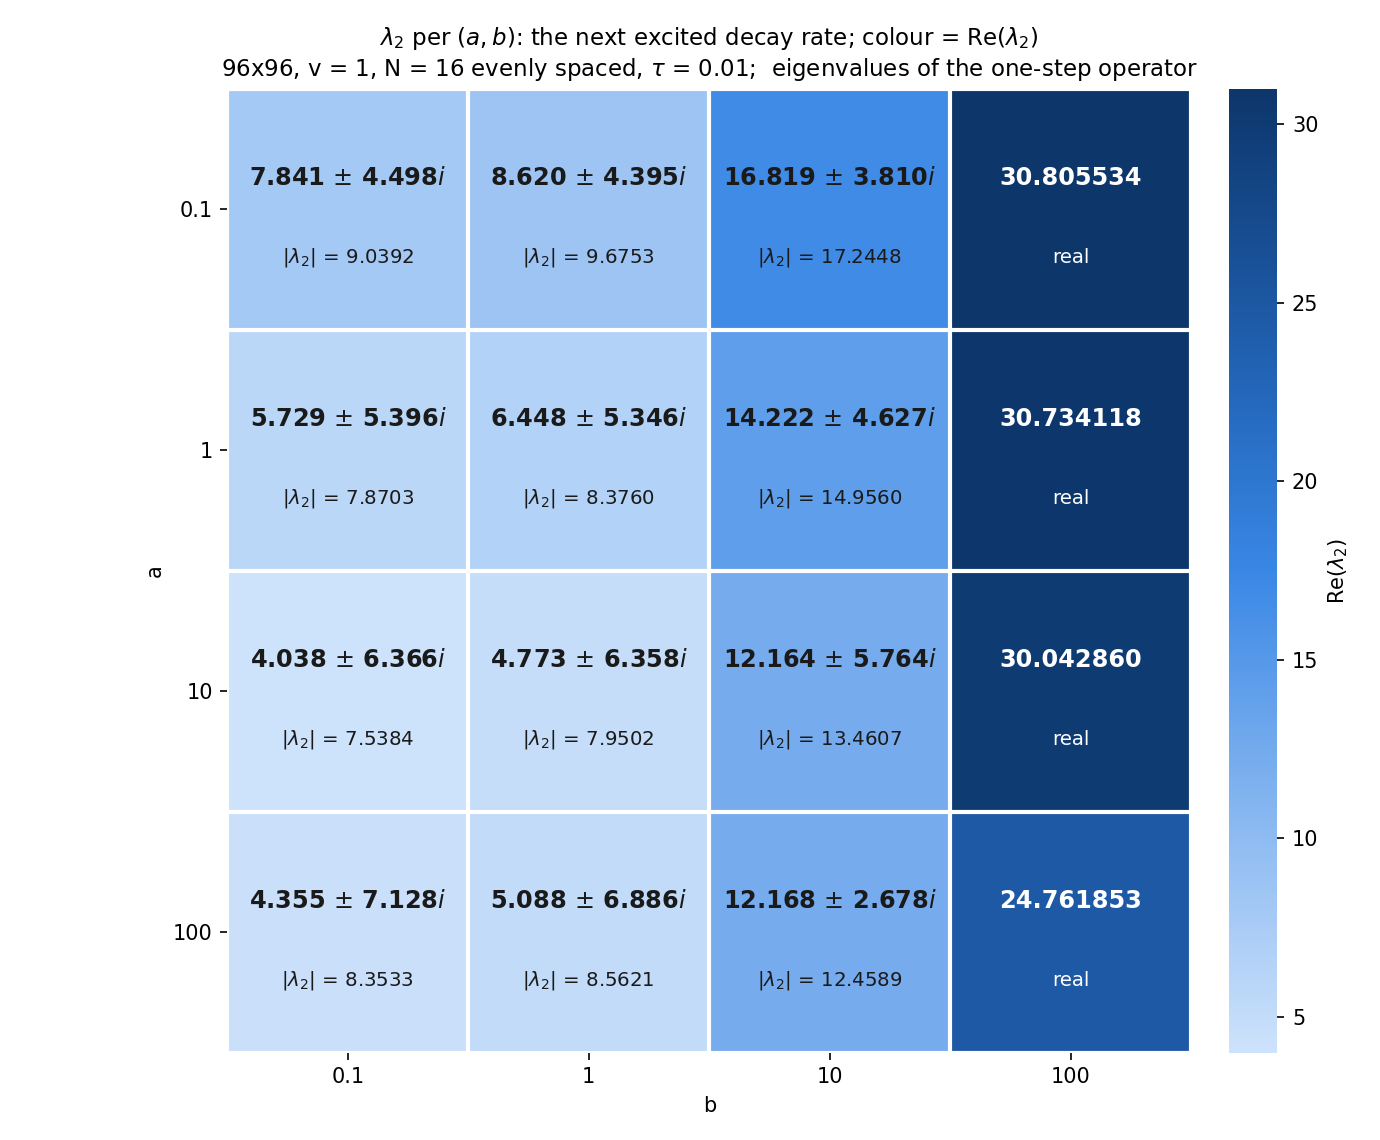 λ₂ per (a, b): the next excited decay rate; colour = Re(λ₂)
96x96, v = 1, N = 16 evenly spaced, τ = 0.01;  eigenvalues of the one-step operator
7.841 ± 4.498i 8.620 ± 4.395i 16.819 ± 3.810i 30.805534
|λ₂| = 9.0392 |λ₂| = 9.6753 |λ₂| = 17.2448 real
5.729 ± 5.396i 6.448 ± 5.346i 14.222 ± 4.627i 30.734118
|λ₂| = 7.8703 |λ₂| = 8.3760 |λ₂| = 14.9560 real
4.038 ± 6.366i 4.773 ± 6.358i 12.164 ± 5.764i 30.042860
|λ₂| = 7.5384 |λ₂| = 7.9502 |λ₂| = 13.4607 real
4.355 ± 7.128i 5.088 ± 6.886i 12.168 ± 2.678i 24.761853
|λ₂| = 8.3533 |λ₂| = 8.5621 |λ₂| = 12.4589 real
0.1
1
10
100
a
0.1 1 10 100
b
30
25
20
15
10
5
Re(λ₂)